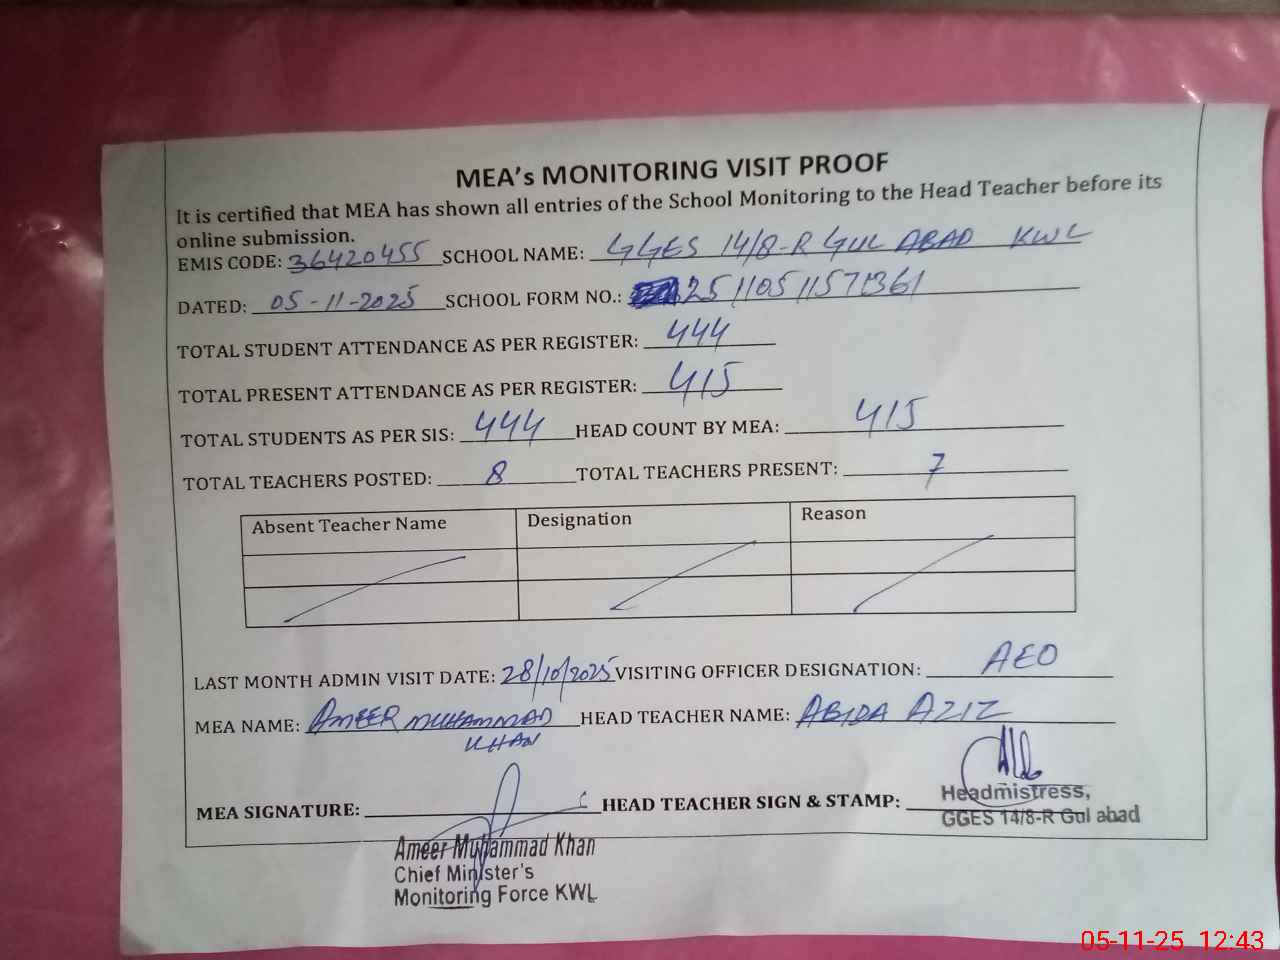 MEA's MONITORING VISIT PROOF
It is certified that MEA has shown all entries of the School Monitoring to the Head Teacher before its
online submission.
EMIS CODE: 36420455 SCHOOL NAME: GGES 14/8-R GUL ABAD KWL
DATED: 05-11-2025 SCHOOL FORM NO.: 25110511571361
TOTAL STUDENT ATTENDANCE AS PER REGISTER: 444
TOTAL PRESENT ATTENDANCE AS PER REGISTER: 415
TOTAL STUDENTS AS PER SIS: 444 HEAD COUNT BY MEA: 415
TOTAL TEACHERS POSTED: 8 TOTAL TEACHERS PRESENT: 7
Absent Teacher Name Designation Reason
LAST MONTH ADMIN VISIT DATE: 28/10/2025 VISITING OFFICER DESIGNATION: AEO
MEA NAME: AMEER MUHAMMAD HEAD TEACHER NAME: ABIDA AZIZ
KHAN
MEA SIGNATURE: HEAD TEACHER SIGN & STAMP:
Headmistress,
GGES 14/8-R Gul abad
Ameer Muhammad Khan
Chief Minister's
Monitoring Force KWL
05-11-25 12:43